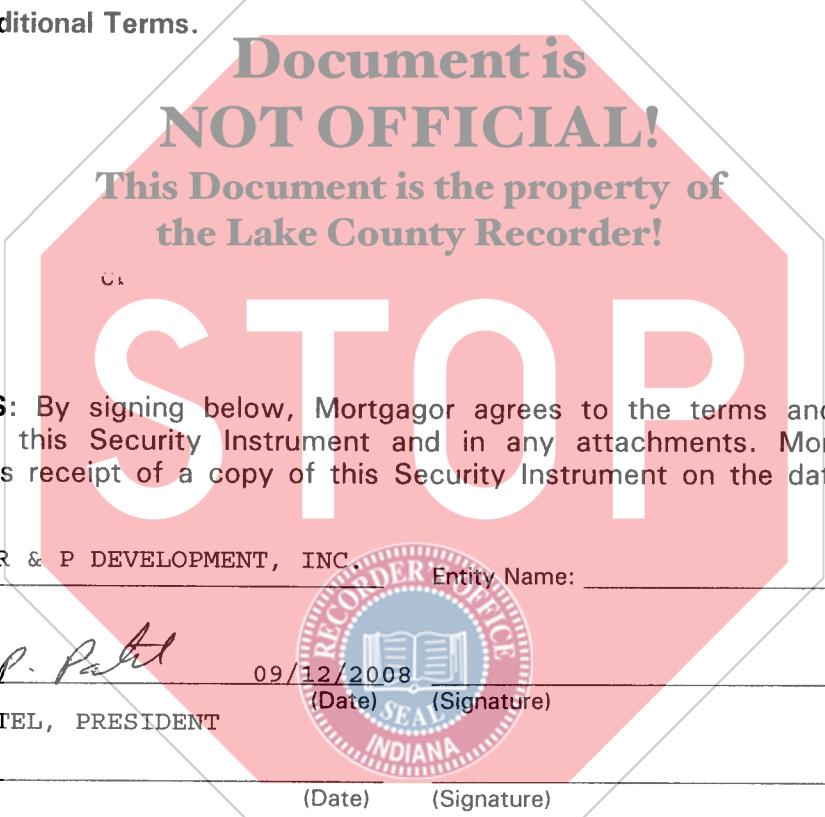 ditional Terms.
Document is
NOT OFFICIAL!
This Document is the property of
the Lake County Recorder!
STOP
S: By signing below, Mortgagor agrees to the terms and
this Security Instrument and in any attachments. Mor
s receipt of a copy of this Security Instrument on the dat
R & P DEVELOPMENT, INC.
Entity Name:
RECORDER'S OFFICE
P. Patel
09/12/2008
(Date) (Signature)
SEAL
TEL, PRESIDENT
INDIANA
(Date) (Signature)